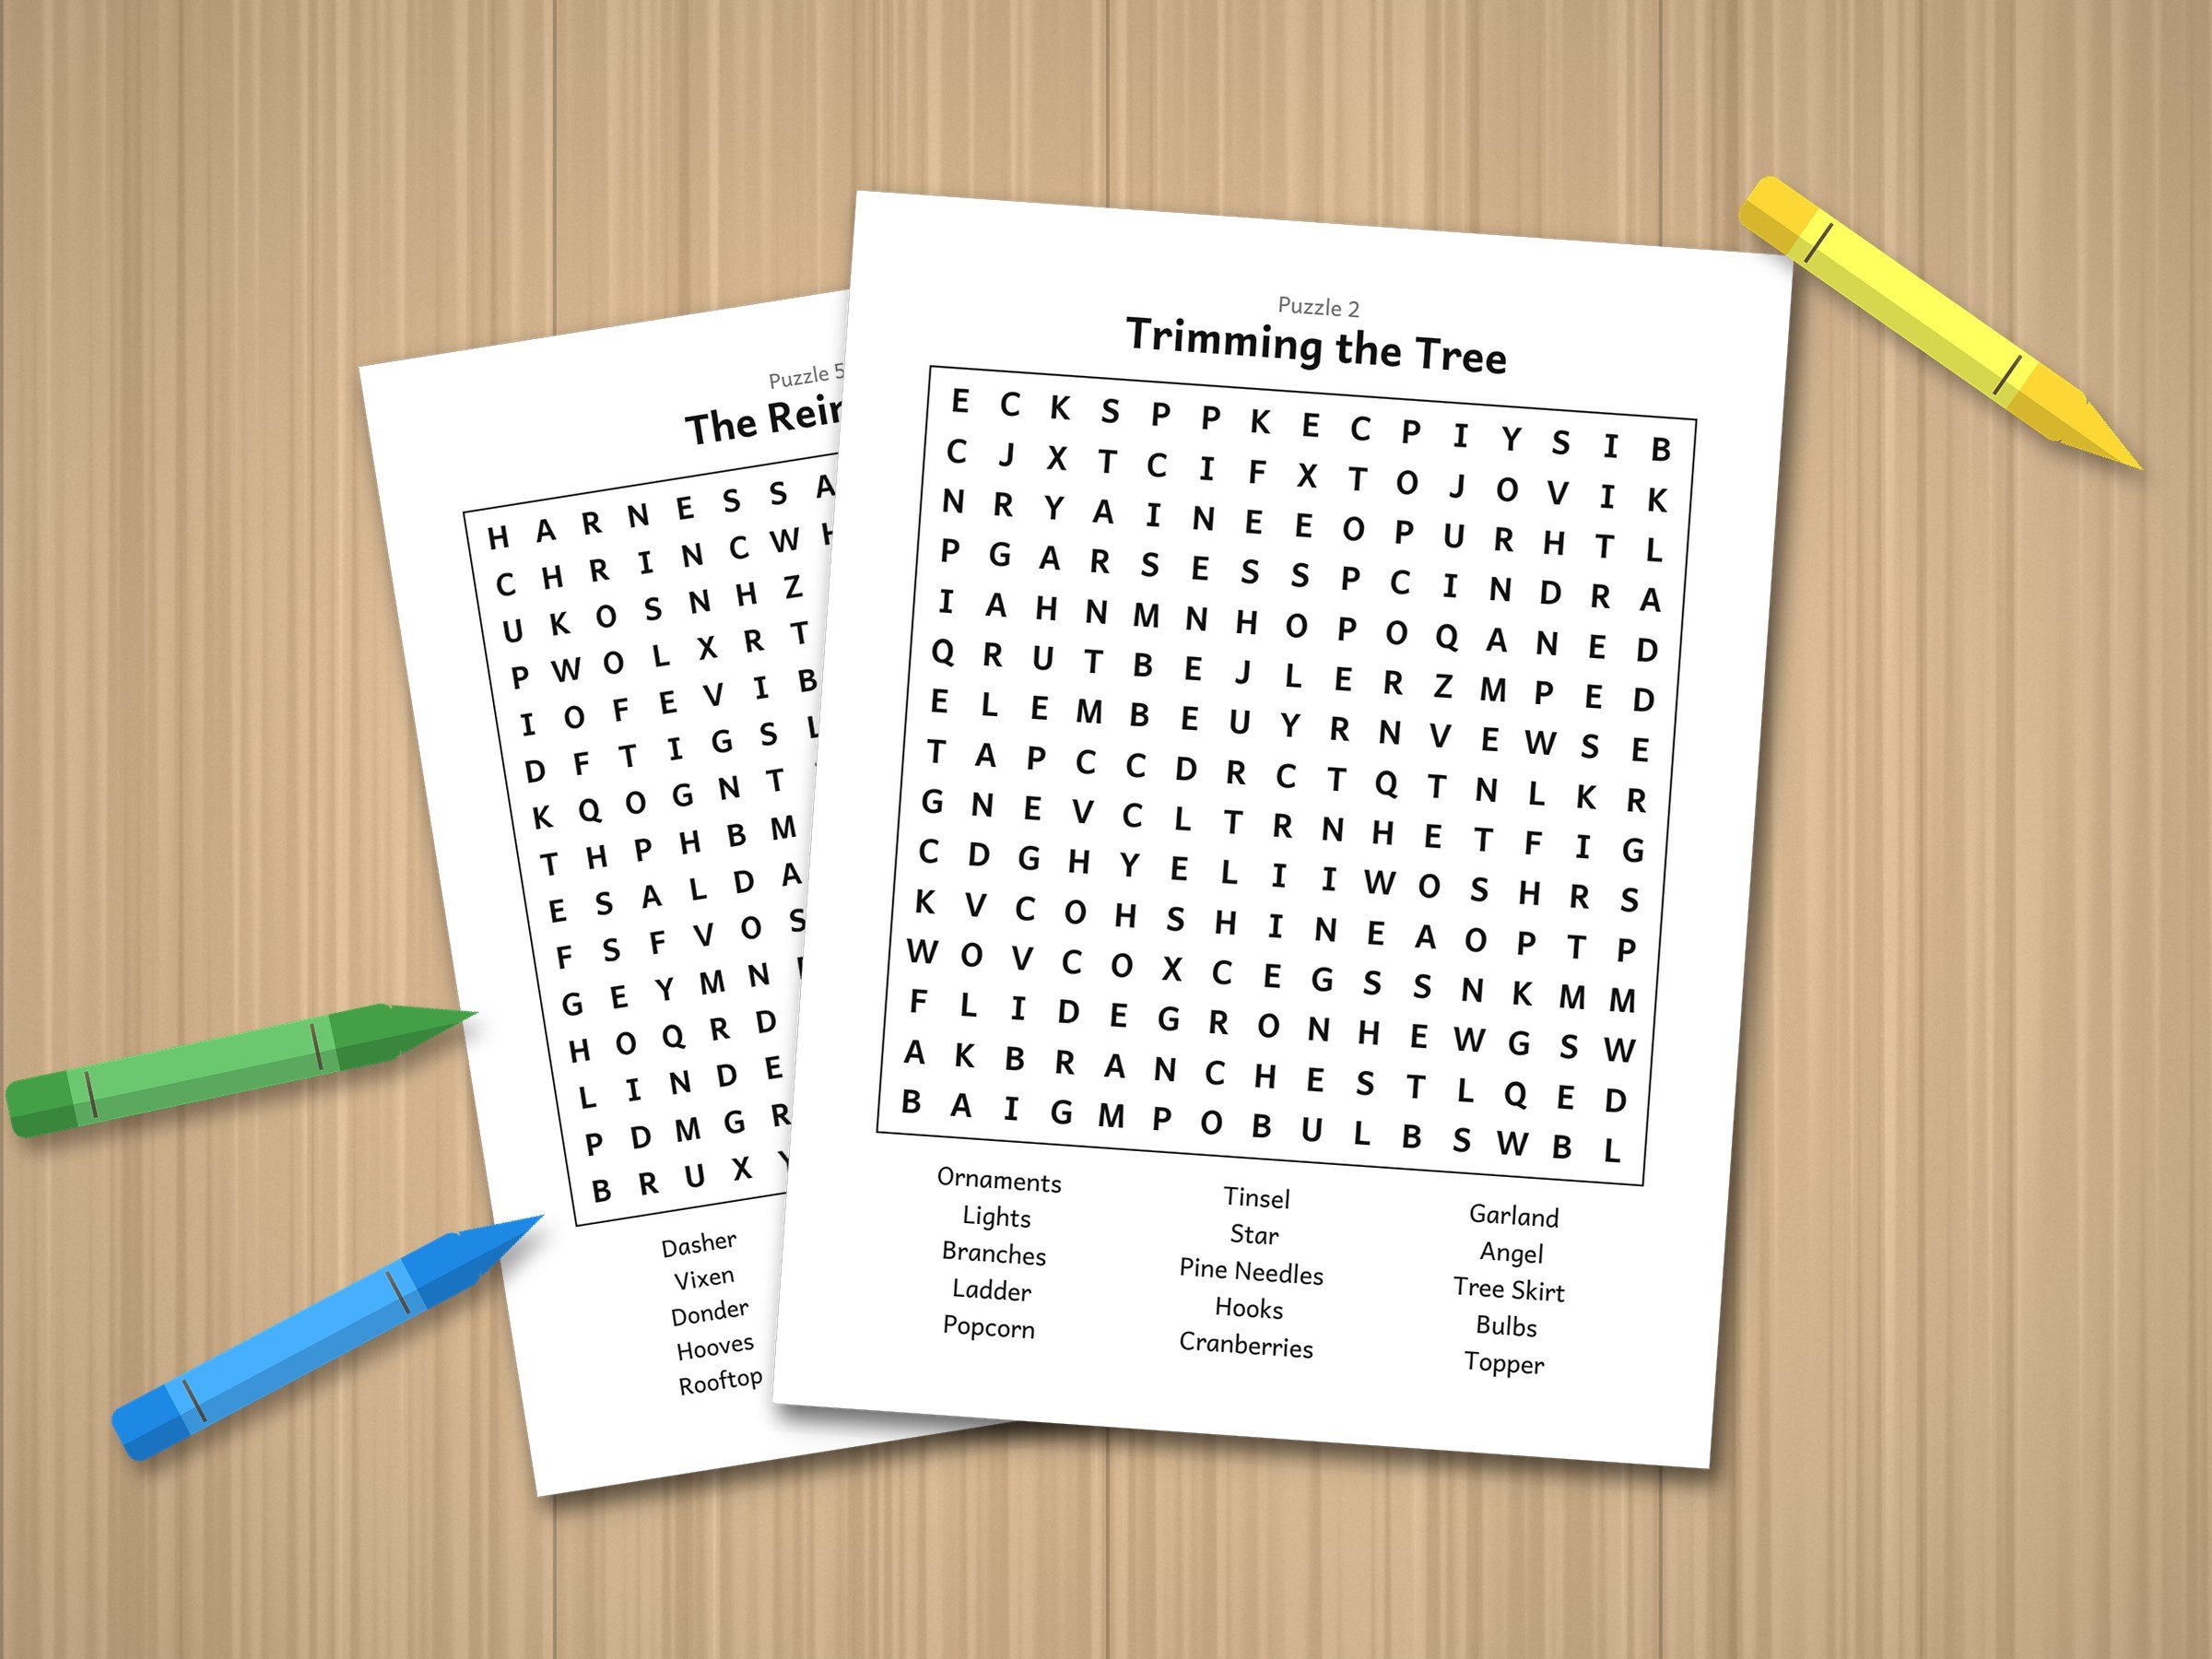 Puzzle 5
The Rein
H A R N E S S A
C H R I N C W H
U K O S N H Z
P W O L X R T
I O F E V I B
D F T I G S L
K Q O G N T
T H P H B M
E S A L D A
F S F V O S
G E Y M N
H O Q R D
L I N D E
P D M G R
B R U X Y
Dasher
Vixen
Donder
Hooves
Rooftop
Puzzle 2
Trimming the Tree
E C K S P P K E C P I Y S I B
C J X T C I F X T O J O V I K
N R Y A I N E E O P U R H T L
P G A R S E S S P C I N D R A
I A H N M N H O P O Q A N E D
Q R U T B E J L E R Z M P E D
E L E M B E U Y R N V E W S E
T A P C C D R C T Q T N L K R
G N E V C L T R N H E T F I G
C D G H Y E L I I W O S H R S
K V C O H S H I N E A O P T P
W O V C O X C E G S S N K M M
F L I D E G R O N H E W G S W
A K B R A N C H E S T L Q E D
B A I G M P O B U L B S W B L
Ornaments Tinsel Garland
Lights Star Angel
Branches Pine Needles Tree Skirt
Ladder Hooks Bulbs
Popcorn Cranberries Topper